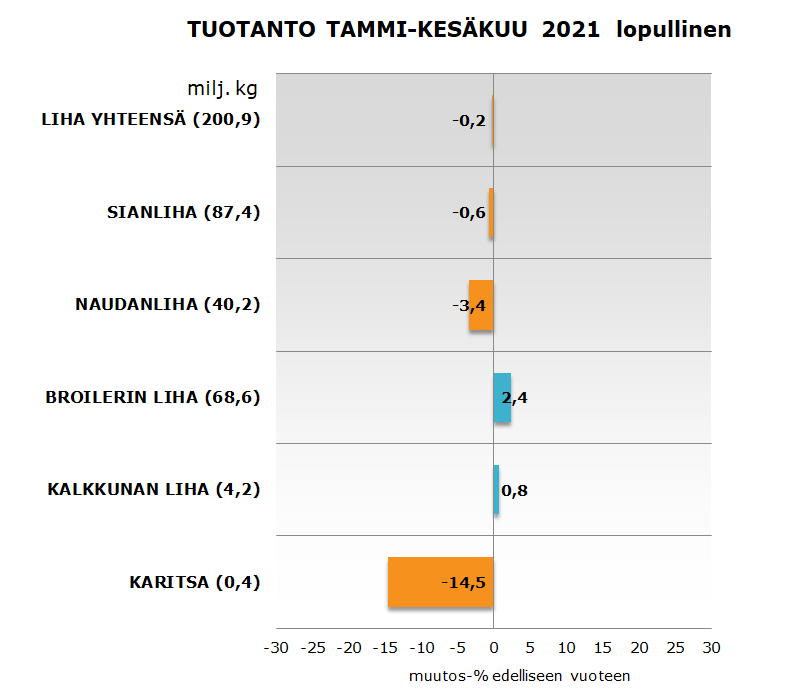 TUOTANTO TAMMI-KESÄKUU 2021 lopullinen
milj. kg
LIHA YHTEENSÄ (200,9) -0,2
SIANLIHA (87,4) -0,6
NAUDANLIHA (40,2) -3,4
BROILERIN LIHA (68,6) 2,4
KALKKUNAN LIHA (4,2) 0,8
KARITSA (0,4) -14,5
-30 -25 -20 -15 -10 -5 0 5 10 15 20 25 30
muutos-% edelliseen vuoteen